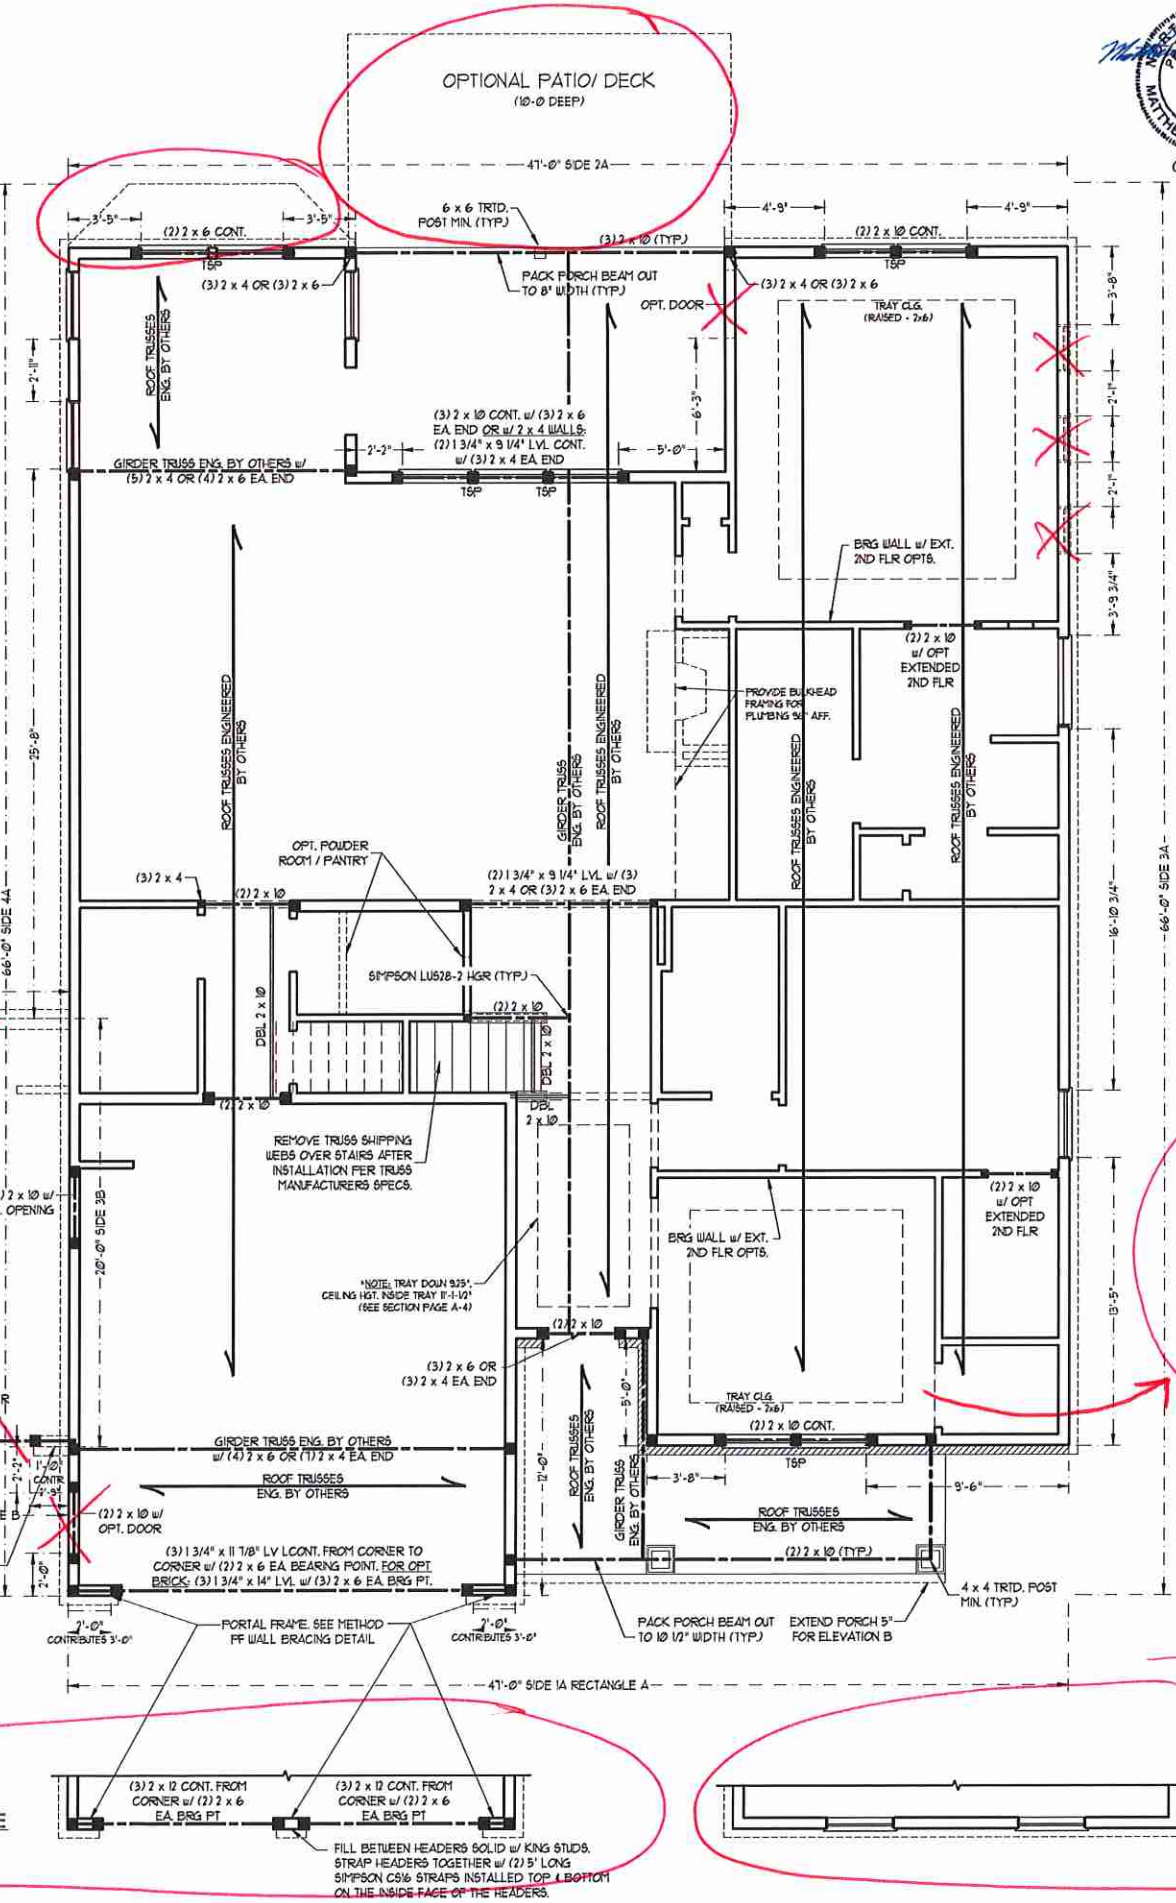 OPTIONAL PATIO/ DECK
(10-0 DEEP)
47'-0" SIDE 2A
3'-5"
3'-5"
(2) 2 x 6 CONT.
TSP
6 x 6 TRTD.
POST MIN. (TYP.)
(3) 2 x 10 (TYP.)
4'-9"
4'-9"
(2) 2 x 10 CONT.
TSP
(3) 2 x 4 OR (3) 2 x 6
PACK PORCH BEAM OUT
TO 8" WIDTH (TYP.)
(3) 2 x 4 OR (3) 2 x 6
OPT. DOOR
TRAY CLG.
(RAISED - 2x6)
3'-8"
2'-1"
2'-1"
3'-9 3/4"
2'-11"
ROOF TRUSSES
ENG. BY OTHERS
6'-3"
(3) 2 x 10 CONT. w/ (3) 2 x 6
EA. END OR w/ 2 x 4 WALLS:
(2) 1 3/4" x 9 1/4" LVL CONT.
w/ (3) 2 x 4 EA. END
2'-2"
5'-0"
GIRDER TRUSS ENG. BY OTHERS w/
(5) 2 x 4 OR (4) 2 x 6 EA. END
TSP
TSP
BRG WALL w/ EXT.
2ND FLR OPTS.
(2) 2 x 10
w/ OPT
EXTENDED
2ND FLR
PROVIDE BULKHEAD
FRAMING FOR
AFF.
25'-8"
66'-0" SIDE 4A
66'-0" SIDE 3A
ROOF TRUSSES ENGINEERED
BY OTHERS
GIRDER TRUSS
ENG. BY OTHERS
ROOF TRUSSES ENGINEERED
BY OTHERS
ROOF TRUSSES ENGINEERED
BY OTHERS
ROOF TRUSSES ENGINEERED
BY OTHERS
OPT. POWDER
ROOM / PANTRY
(3) 2 x 4
(2) 2 x 10
(2) 1 3/4" x 9 1/4" LVL w/ (3)
2 x 4 OR (3) 2 x 6 EA. END
16'-10 3/4"
SIMPSON LUS28-2 HGR (TYP.)
(2) 2 x 10
DBL 2 x 10
DBL 2 x 10
DBL
2 x 10
(2) 2 x 10
REMOVE TRUSS SHIPPING
WEBS OVER STAIRS AFTER
INSTALLATION PER TRUSS
MANUFACTURERS SPECS.
) 2 x 10 w/
. OPENING
20'-0" SIDE 3B
BRG WALL w/ EXT.
2ND FLR OPTS.
(2) 2 x 10
w/ OPT
EXTENDED
2ND FLR
13'-5"
*NOTE: TRAY DOWN 9.25",
CEILING HGT. INSIDE TRAY 11'-1-1/2"
(SEE SECTION PAGE A-4)
(2) 2 x 10
(3) 2 x 6 OR
(3) 2 x 4 EA. END
TRAY CLG.
(RAISED - 2x6)
(2) 2 x 10 CONT.
TSP
R
GIRDER TRUSS ENG. BY OTHERS
w/ (4) 2 x 6 OR (7) 2 x 4 EA. END
ROOF TRUSSES
ENG. BY OTHERS
ROOF TRUSSES
ENG. BY OTHERS
12'-0"
5'-0"
GIRDER TRUSS
ENG. BY OTHERS
3'-8"
9'-6"
2'-2"
CONTR
E B
(2) 2 x 10 w/
OPT. DOOR
ROOF TRUSSES
ENG. BY OTHERS
(2) 2 x 10 (TYP.)
(3) 1 3/4" x 11 7/8" LV LCONT. FROM CORNER TO
CORNER w/ (2) 2 x 6 EA BEARING POINT. FOR OPT
BRICK: (3) 1 3/4" x 14" LVL w/ (3) 2 x 6 EA. BRG PT.
2'-0"
4 x 4 TRTD. POST
MIN. (TYP.)
2'-0"
CONTRIBUTES 3'-0"
PORTAL FRAME. SEE METHOD
PF WALL BRACING DETAIL
2'-0"
CONTRIBUTES 3'-0"
PACK PORCH BEAM OUT
TO 10 1/2" WIDTH (TYP.)
EXTEND PORCH 5"
FOR ELEVATION B
47'-0" SIDE 1A RECTANGLE A
(3) 2 x 12 CONT. FROM
CORNER w/ (2) 2 x 6
EA. BRG PT
(3) 2 x 12 CONT. FROM
CORNER w/ (2) 2 x 6
EA. BRG PT
E
FILL BETWEEN HEADERS SOLID w/ KING STUDS.
STRAP HEADERS TOGETHER w/ (2) 5' LONG
SIMPSON CS16 STRAPS INSTALLED TOP & BOTTOM
ON THE INSIDE FACE OF THE HEADERS.